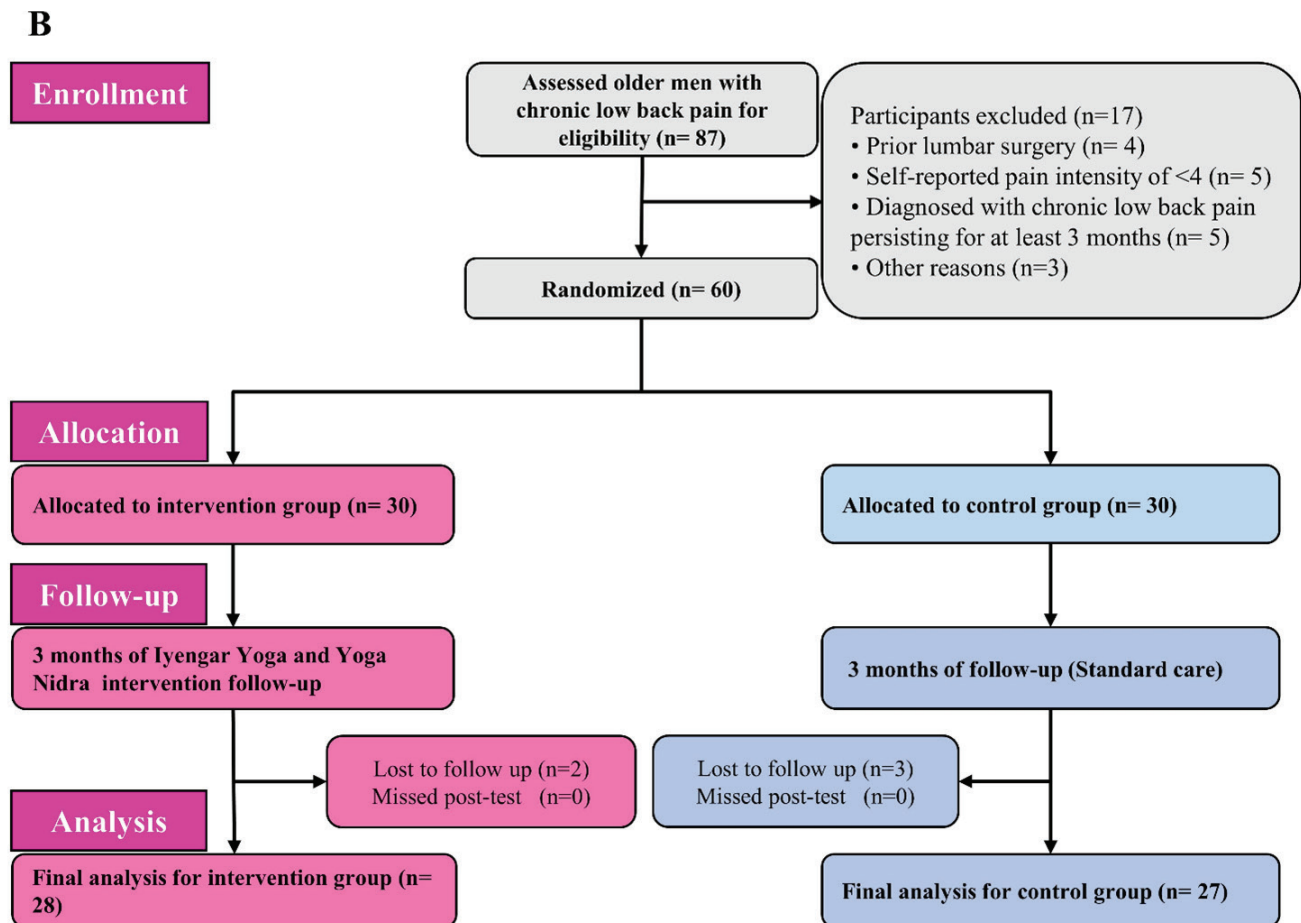 B
Enrollment
Assessed older men with
chronic low back pain for
eligibility (n= 87)
Participants excluded (n=17)
• Prior lumbar surgery (n= 4)
• Self-reported pain intensity of <4 (n= 5)
• Diagnosed with chronic low back pain
persisting for at least 3 months (n= 5)
• Other reasons (n=3)
Randomized (n= 60)
Allocation
Allocated to intervention group (n= 30)
Allocated to control group (n= 30)
Follow-up
3 months of Iyengar Yoga and Yoga
Nidra intervention follow-up
3 months of follow-up (Standard care)
Lost to follow up (n=2)
Missed post-test (n=0)
Lost to follow up (n=3)
Missed post-test (n=0)
Analysis
Final analysis for intervention group (n=
28)
Final analysis for control group (n= 27)